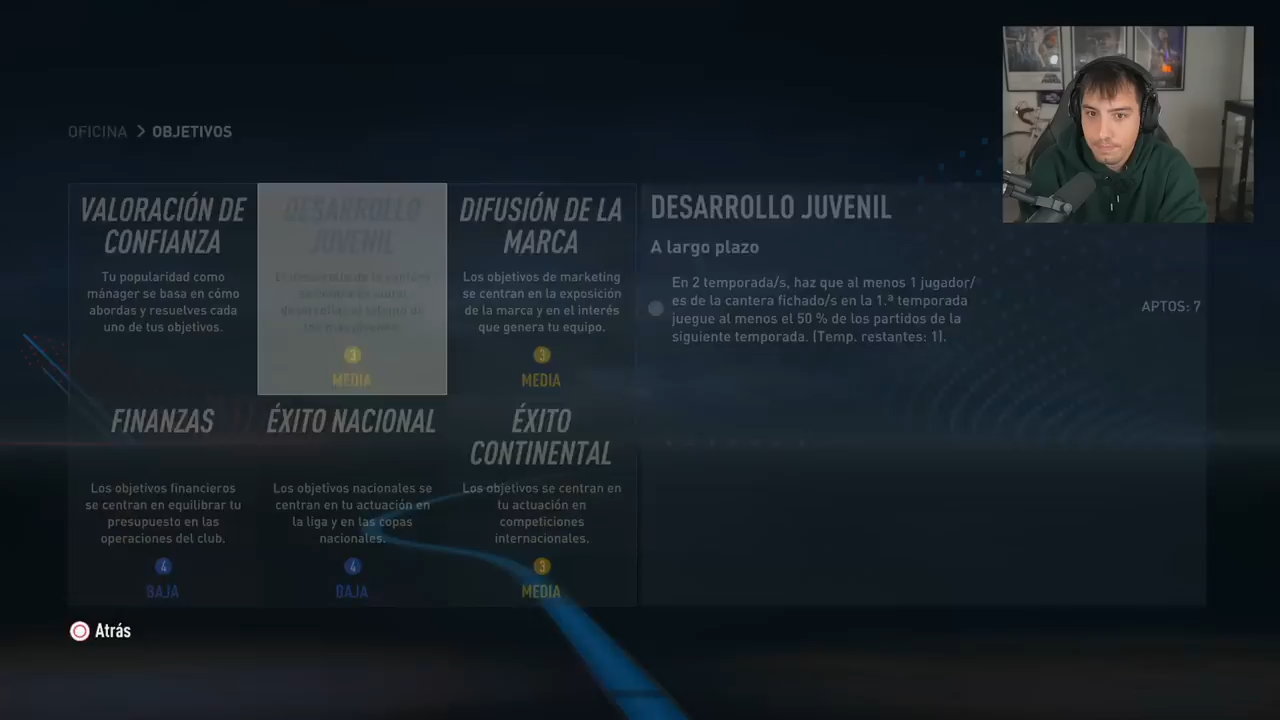 OFICINA > OBJETIVOS
VALORACIÓN DE
CONFIANZA
Tu popularidad como
mánager se basa en cómo
abordas y resuelves cada
uno de tus objetivos.
DESARROLLO
JUVENIL
3
MEDIA
DIFUSIÓN DE LA
MARCA
Los objetivos de marketing
se centran en la exposición
de la marca y en el interés
que genera tu equipo.
3
MEDIA
FINANZAS
Los objetivos financieros
se centran en equilibrar tu
presupuesto en las
operaciones del club.
4
BAJA
ÉXITO NACIONAL
Los objetivos nacionales se
centran en tu actuación en
la liga y en las copas
nacionales.
4
BAJA
ÉXITO
CONTINENTAL
Los objetivos se centran en
tu actuación en
competiciones
internacionales.
3
MEDIA
DESARROLLO JUVENIL
A largo plazo
En 2 temporada/s, haz que al menos 1 jugador/
es de la cantera fichado/s en la 1.ª temporada
juegue al menos el 50 % de los partidos de la
siguiente temporada. (Temp. restantes: 1).
APTOS: 7
Atrás